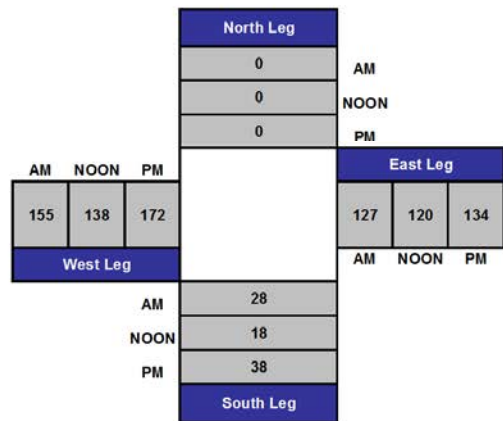 North Leg
0
AM
0
NOON
0
PM
East Leg
AM NOON PM
155 138 172
127 120 134
West Leg
AM NOON PM
AM
28
NOON
18
PM
38
South Leg